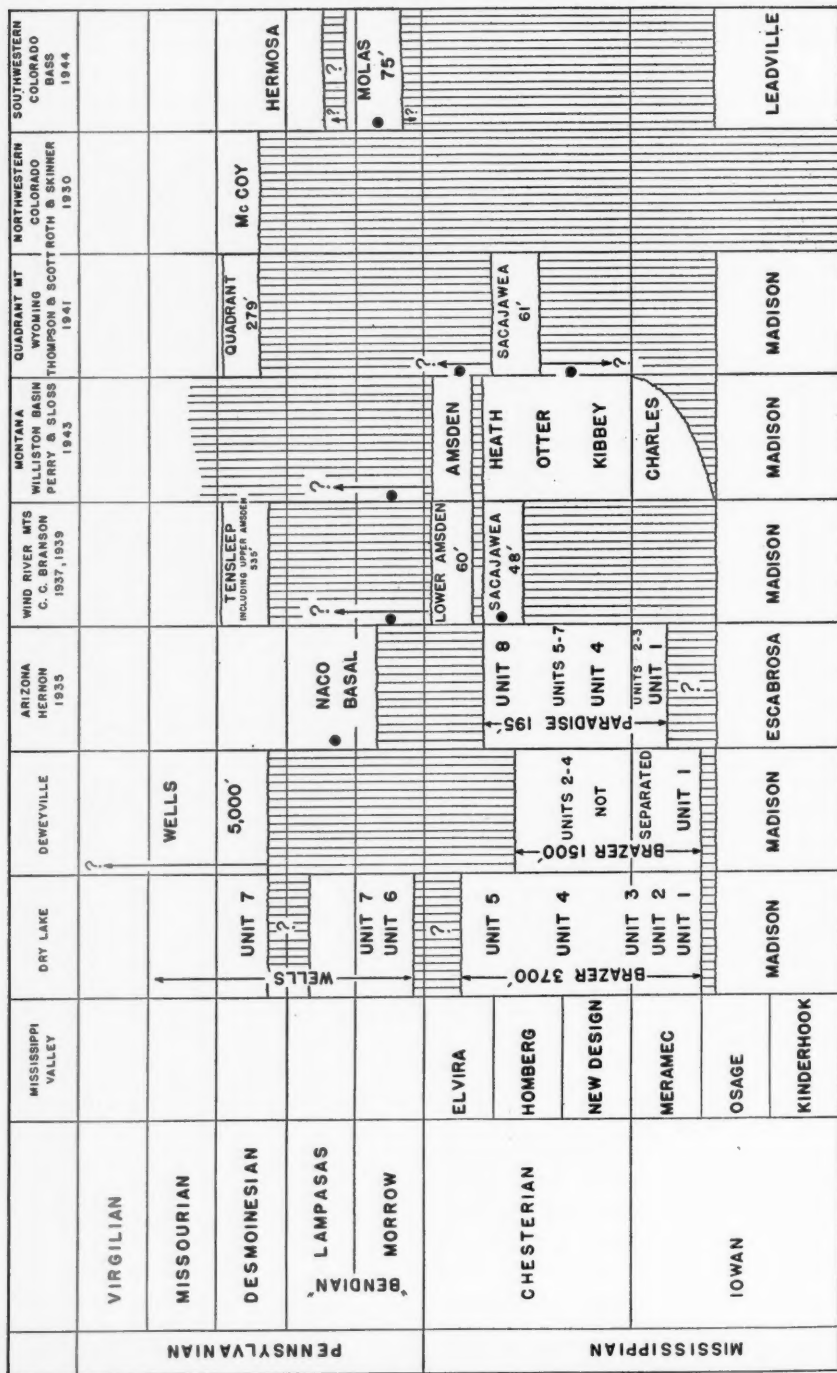 MISSISSIPPI
VALLEY
DRY LAKE
DEWEYVILLE
ARIZONA
HERNON
1935
WIND RIVER MTS
C. C. BRANSON
1937, 1939
MONTANA
WILLISTON BASIN
PERRY & SLOSS
1943
QUADRANT MT
WYOMING
THOMPSON & SCOTT
1941
NORTHWESTERN
COLORADO
ROTH & SKINNER
1930
SOUTHWESTERN
COLORADO
BASS
1944
PENNSYLVANIAN
VIRGILIAN
MISSOURIAN
DESMOINESIAN
"BENDIAN"
LAMPASAS
MORROW
MISSISSIPPIAN
CHESTERIAN
IOWAN
ELVIRA
HOMBERG
NEW DESIGN
MERAMEC
OSAGE
KINDERHOOK
WELLS
UNIT 7
?
UNIT 7
UNIT 6
?
BRAZER 3700'
UNIT 5
UNIT 4
UNIT 3
UNIT 2
UNIT 1
MADISON
?
WELLS
5,000'
BRAZER 1500'
UNITS 2-4
NOT
SEPARATED
UNIT 1
MADISON
NACO
BASAL
PARADISE 195'
UNIT 8
UNITS 5-7
UNIT 4
UNITS 2-3
UNIT 1
?
ESCABROSA
TENSLEEP
INCLUDING UPPER AMSDEN
535'
?
LOWER AMSDEN
60'
SACAJAWEA
48'
MADISON
?
AMSDEN
HEATH
OTTER
KIBBEY
CHARLES
MADISON
QUADRANT
279'
?
SACAJAWEA
61'
?
MADISON
Mc COY
HERMOSA
?
MOLAS
75'
?
LEADVILLE